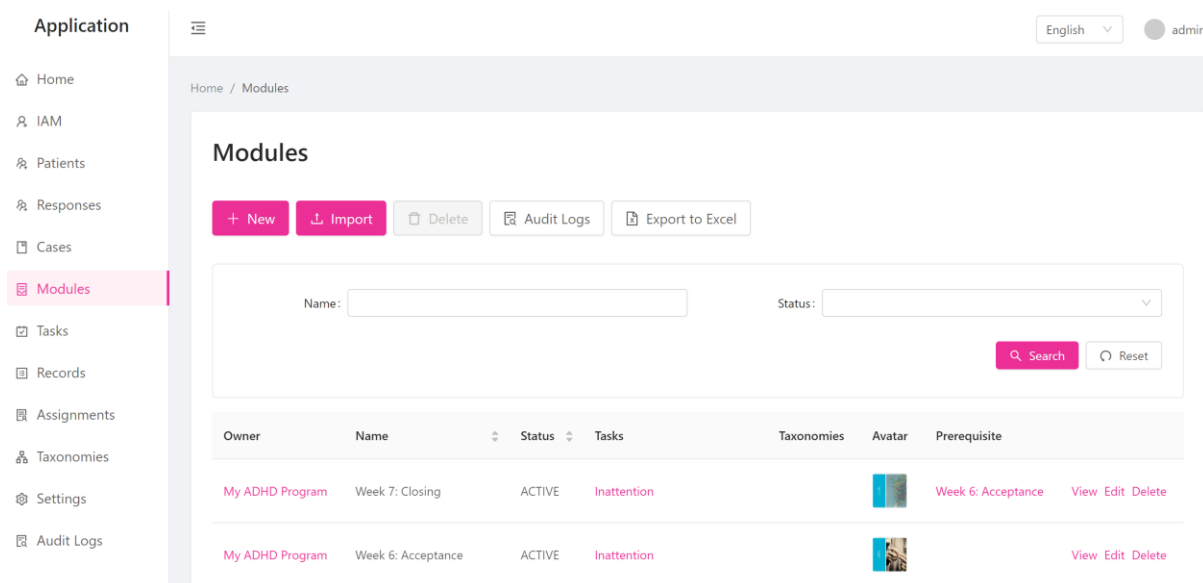 Application
English
admin
Home
IAM
Patients
Responses
Cases
Modules
Tasks
Records
Assignments
Taxonomies
Settings
Audit Logs
Home / Modules
Modules
+ New Import Delete Audit Logs Export to Excel
Name: Status:
Search Reset
Owner Name Status Tasks Taxonomies Avatar Prerequisite
My ADHD Program Week 7: Closing ACTIVE Inattention Week 6: Acceptance View Edit Delete
My ADHD Program Week 6: Acceptance ACTIVE Inattention View Edit Delete